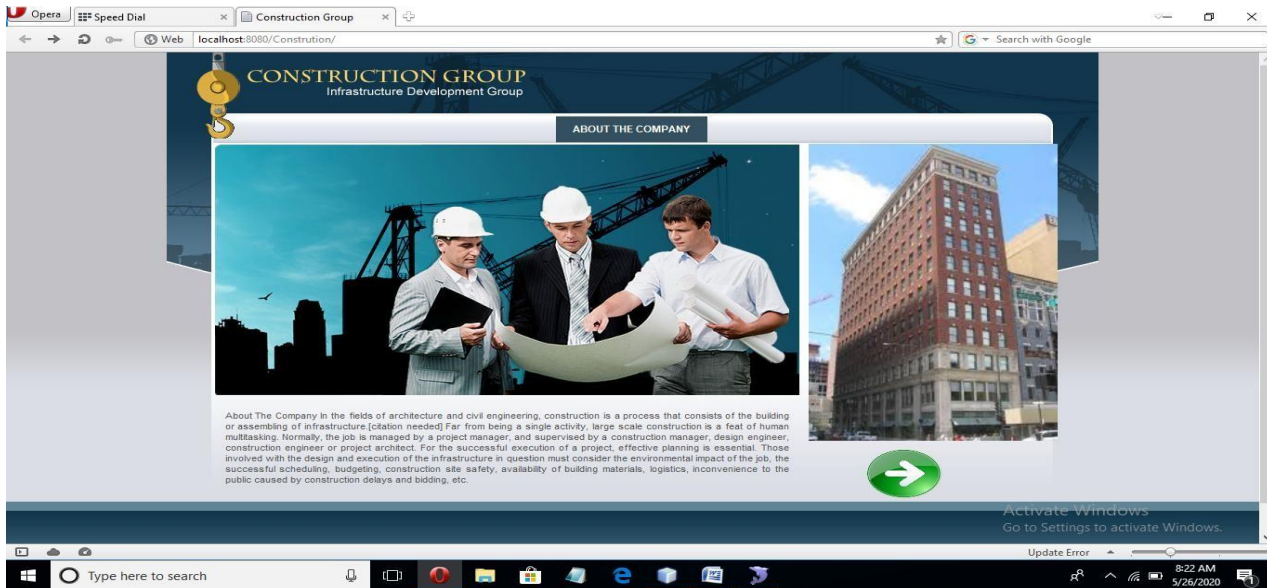 Opera
Speed Dial
Construction Group
Web
localhost:8080/Constrution/
Search with Google
CONSTRUCTION GROUP
Infrastructure Development Group
ABOUT THE COMPANY
About The Company In the fields of architecture and civil engineering, construction is a process that consists of the building
or assembling of infrastructure.[citation needed] Far from being a single activity, large scale construction is a feat of human
multitasking. Normally, the job is managed by a project manager, and supervised by a construction manager, design engineer,
construction engineer or project architect. For the successful execution of a project, effective planning is essential. Those
involved with the design and execution of the infrastructure in question must consider the environmental impact of the job, the
successful scheduling, budgeting, construction site safety, availability of building materials, logistics, inconvenience to the
public caused by construction delays and bidding, etc.
Activate Windows
Go to Settings to activate Windows.
Update Error
Type here to search
8:22 AM
5/26/2020